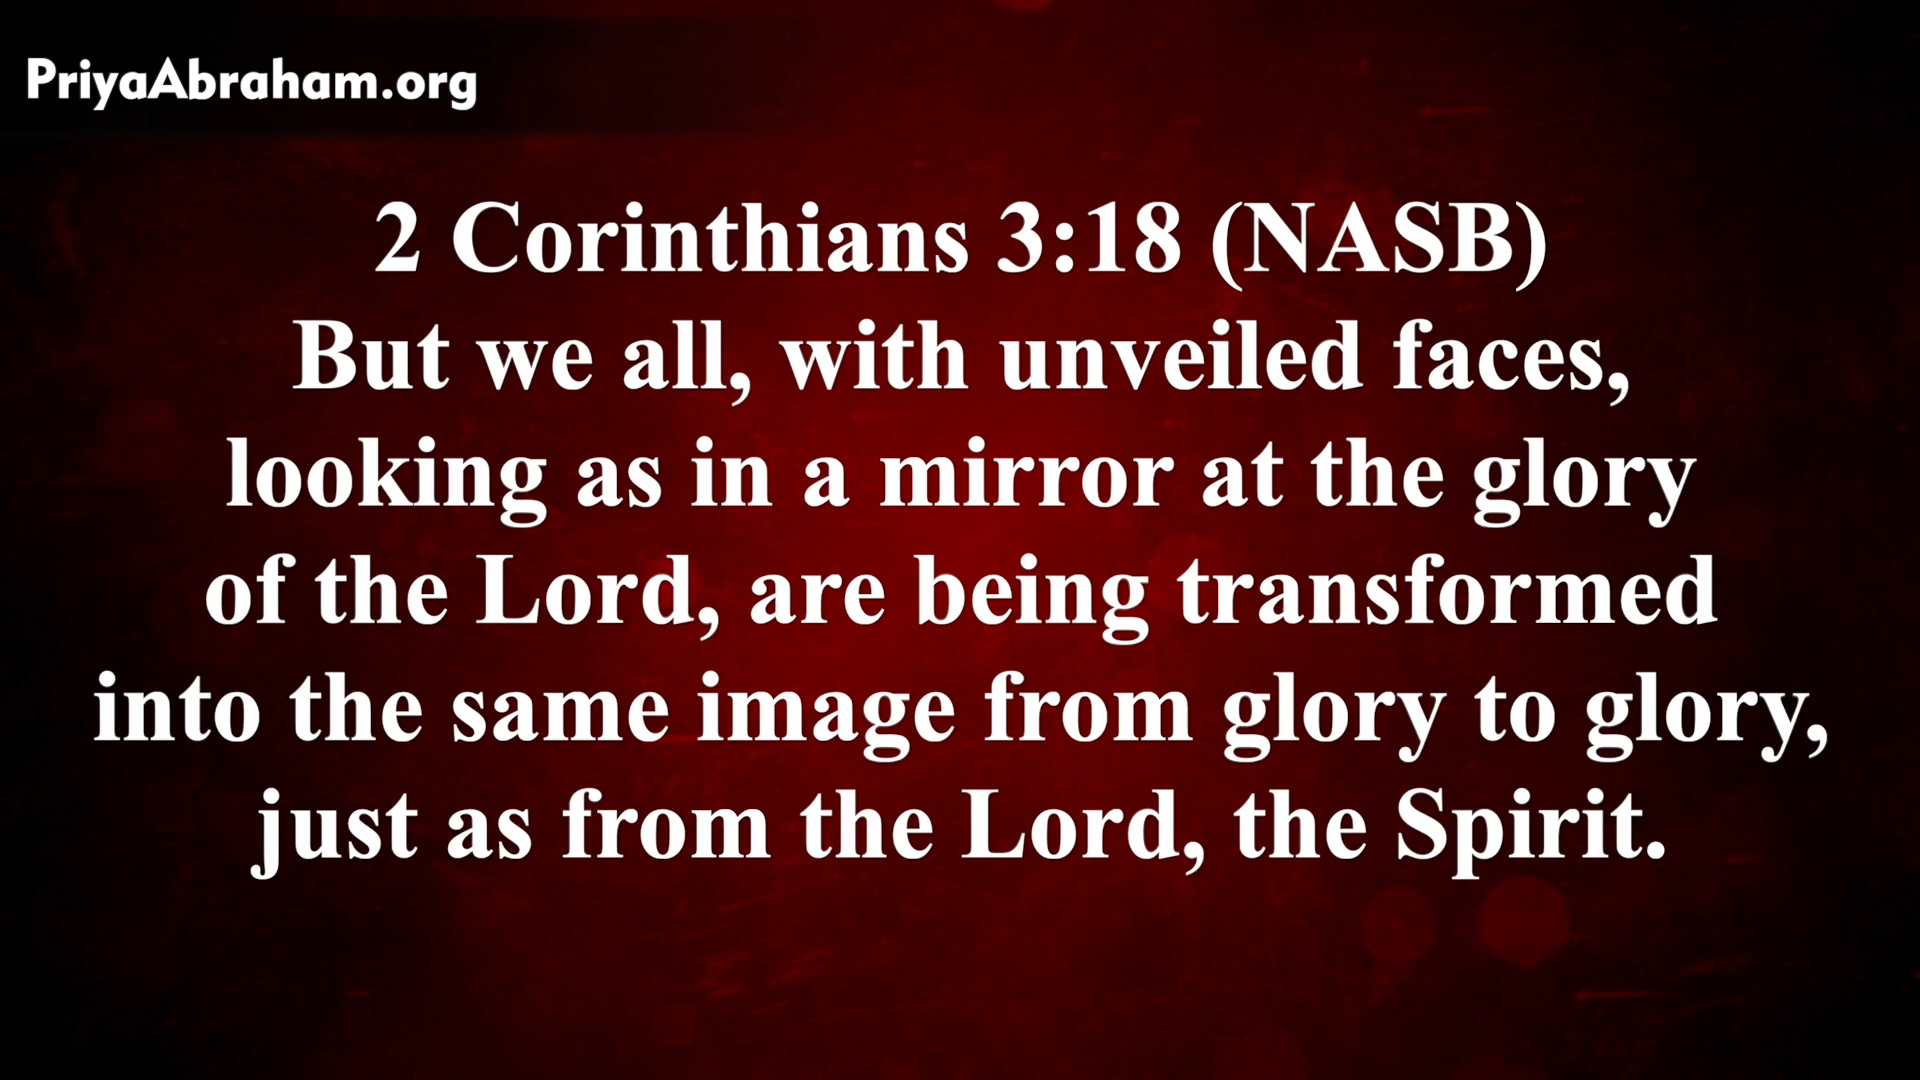 PriyaAbraham.org
2 Corinthians 3:18 (NASB)
But we all, with unveiled faces,
looking as in a mirror at the glory
of the Lord, are being transformed
into the same image from glory to glory,
just as from the Lord, the Spirit.